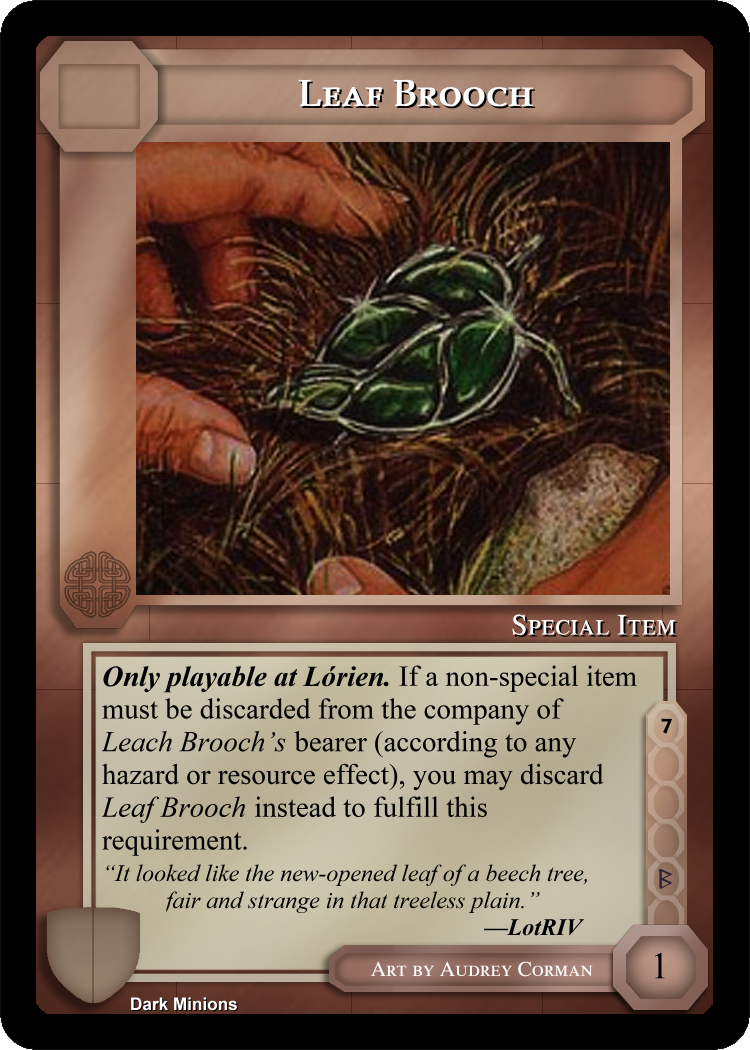 Leaf Brooch
Special Item
Only playable at Lórien. If a non-special item
must be discarded from the company of
Leach Brooch’s bearer (according to any
hazard or resource effect), you may discard
Leaf Brooch instead to fulfill this
requirement.
“It looked like the new-opened leaf of a beech tree,
fair and strange in that treeless plain.”
—LotRIV
7
ᛒ
Art by Audrey Corman
1
Dark Minions